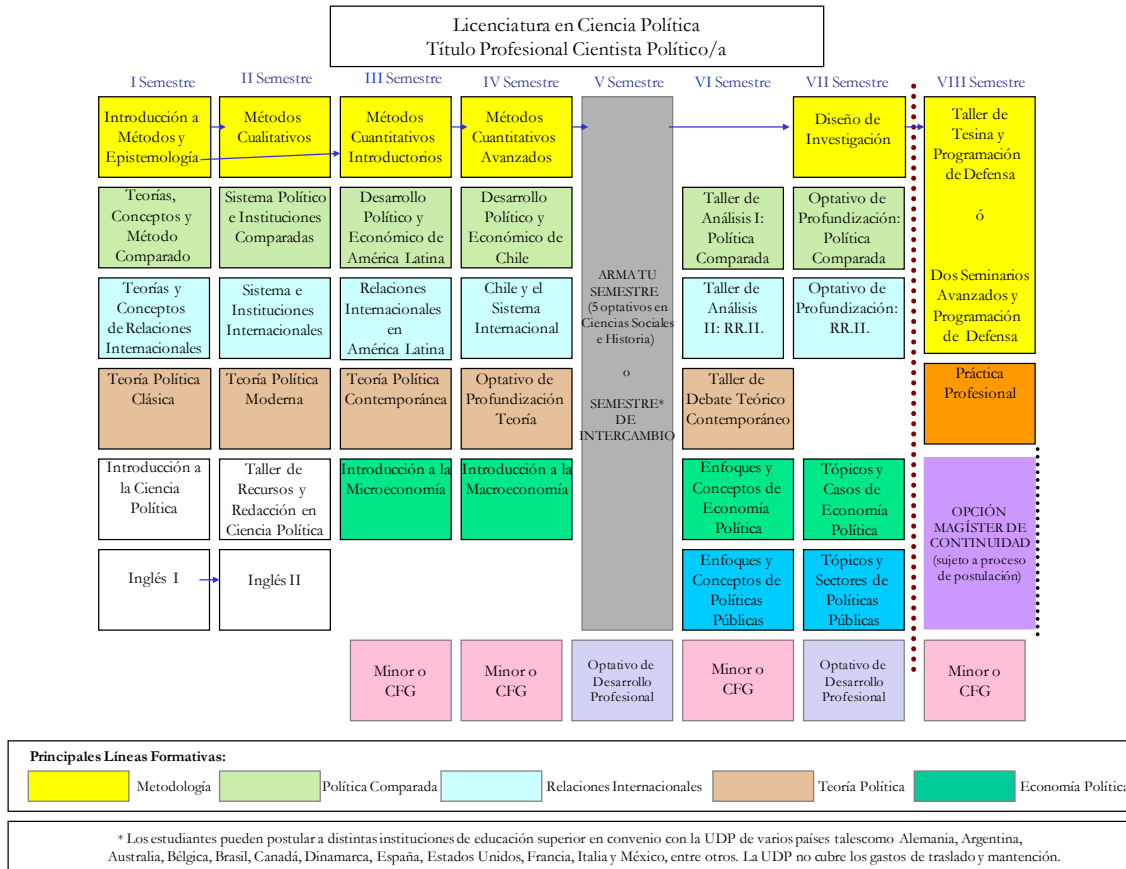 Licenciatura en Ciencia Política
Título Profesional Cientista Político/a
I Semestre
II Semestre
III Semestre
IV Semestre
V Semestre
VI Semestre
VII Semestre
VIII Semestre
Introducción a
Métodos y
Epistemología
Métodos
Cualitativos
Métodos
Cuantitativos
Introductorios
Métodos
Cuantitativos
Avanzados
Diseño de
Investigación
Taller de
Tesina y
Programación
de Defensa
ó
Dos Seminarios
Avanzados y
Programación
de Defensa
Teorías,
Conceptos y
Método
Comparado
Sistema Político
e Instituciones
Comparadas
Desarrollo
Político y
Económico de
América Latina
Desarrollo
Político y
Económico de
Chile
Taller de
Análisis I:
Política
Comparada
Optativo de
Profundización:
Política
Comparada
Teorías y
Conceptos
de Relaciones
Internacionales
Sistema e
Instituciones
Internacionales
Relaciones
Internacionales
en
América Latina
Chile y el
Sistema
Internacional
ARMA TU
SEMESTRE
(5 optativos en
Ciencias Sociales
e Historia)
o
SEMESTRE*
DE
INTERCAMBIO
Taller de
Análisis
II: RR.II.
Optativo de
Profundización:
RR.II.
Teoría Política
Clásica
Teoría Política
Moderna
Teoría Política
Contemporánea
Optativo de
Profundización
Teoría
Taller de
Debate Teórico
Contemporáneo
Práctica
Profesional
Introducción a
la Ciencia
Política
Taller de
Recursos y
Redacción en
Ciencia Política
Introducción a la
Microeconomía
Introducción a la
Macroeconomía
Enfoques y
Conceptos de
Economía
Política
Tópicos y
Casos de
Economía
Política
OPCIÓN
MAGÍSTER DE
CONTINUIDAD
(sujeto a proceso
de postulación)
Inglés I
Inglés II
Enfoques y
Conceptos de
Políticas
Públicas
Tópicos y
Sectores de
Políticas
Públicas
Minor o
CFG
Minor o
CFG
Optativo de
Desarrollo
Profesional
Minor o
CFG
Optativo de
Desarrollo
Profesional
Minor o
CFG
Principales Líneas Formativas:
Metodología
Política Comparada
Relaciones Internacionales
Teoría Política
Economía Política
* Los estudiantes pueden postular a distintas instituciones de educación superior en convenio con la UDP de varios países talescomo Alemania, Argentina,
Australia, Bélgica, Brasil, Canadá, Dinamarca, España, Estados Unidos, Francia, Italia y México, entre otros. La UDP no cubre los gastos de traslado y mantención.